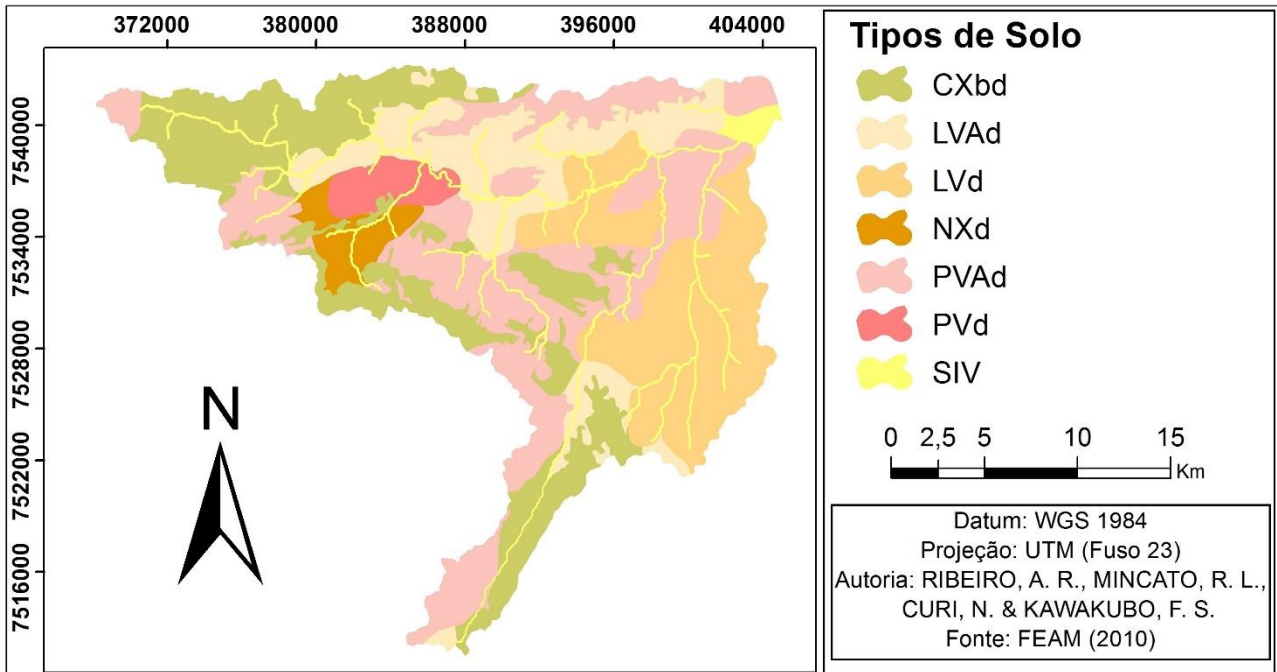 372000 380000 388000 396000 404000
7540000
7534000
7528000
7522000
7516000
N
Tipos de Solo
CXbd
LVAd
LVd
NXd
PVAd
PVd
SIV
0 2,5 5 10 15
Km
Datum: WGS 1984
Projeção: UTM (Fuso 23)
Autoria: RIBEIRO, A. R., MINCATO, R. L.,
CURI, N. & KAWAKUBO, F. S.
Fonte: FEAM (2010)